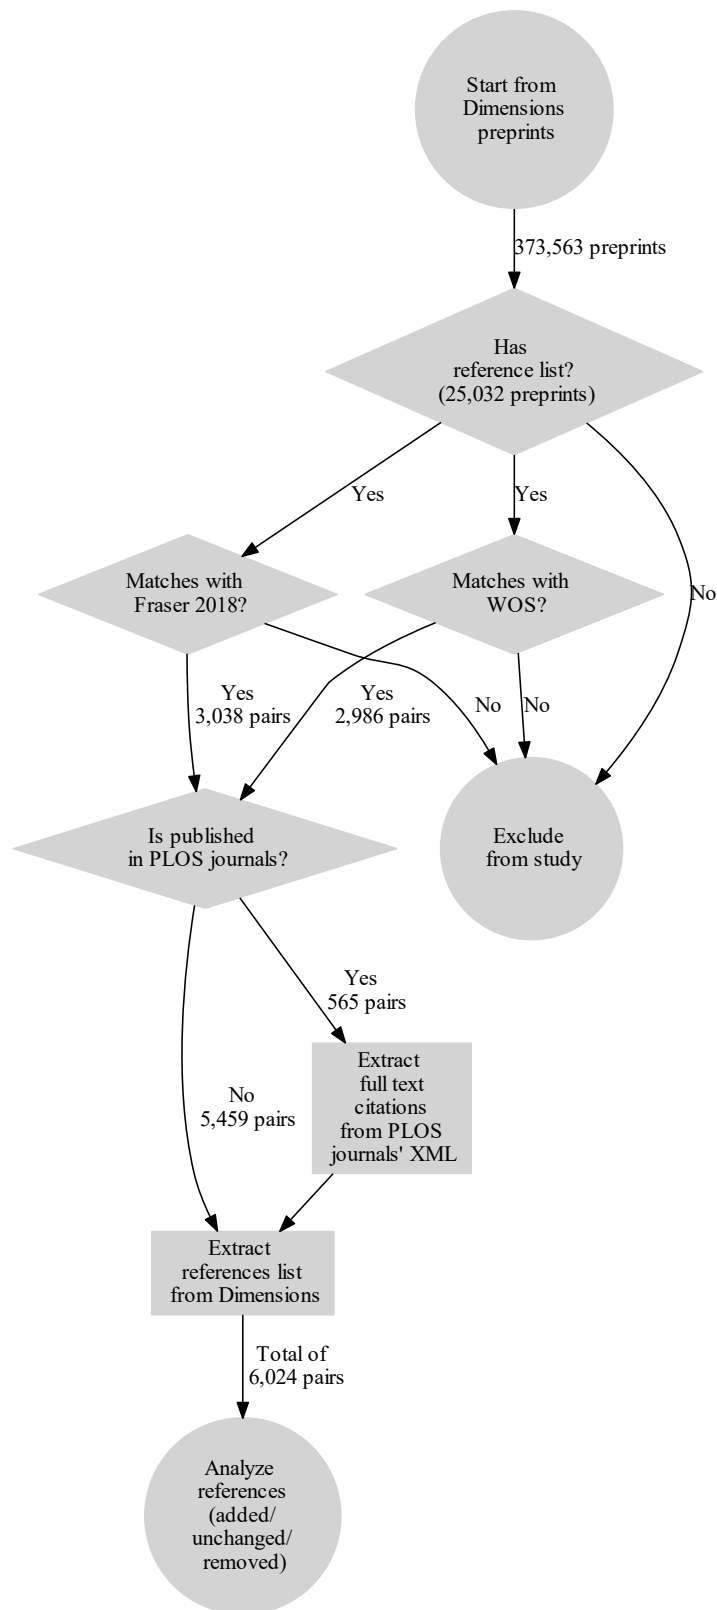 Start from
Dimensions
preprints
373,563 preprints
Has
reference list?
(25,032 preprints)
Yes
Yes
No
Matches with
Fraser 2018?
Matches with
WOS?
Yes
3,038 pairs
Yes
2,986 pairs
No
No
Is published
in PLOS journals?
Exclude
from study
Yes
565 pairs
No
5,459 pairs
Extract
full text
citations
from PLOS
journals' XML
Extract
references list
from Dimensions
Total of
6,024 pairs
Analyze
references
(added/
unchanged/
removed)